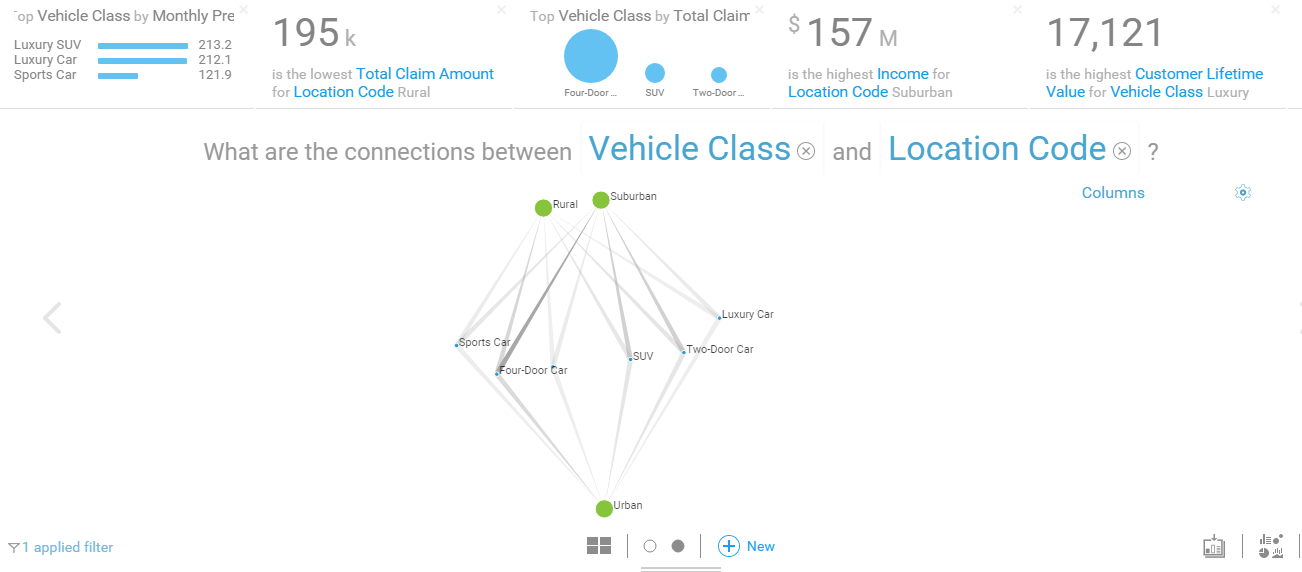 Top Vehicle Class by Monthly Pre
Luxury SUV 213.2
Luxury Car 212.1
Sports Car 121.9
195 k
is the lowest Total Claim Amount
for Location Code Rural
Top Vehicle Class by Total Claim
Four-Door ... SUV Two-Door ...
$ 157 M
is the highest Income for
Location Code Suburban
17,121
is the highest Customer Lifetime
Value for Vehicle Class Luxury
What are the connections between Vehicle Class and Location Code ?
Columns
Suburban
Rural
Luxury Car
Sports Car
Two-Door Car
SUV
Four-Door Car
Urban
1 applied filter
New